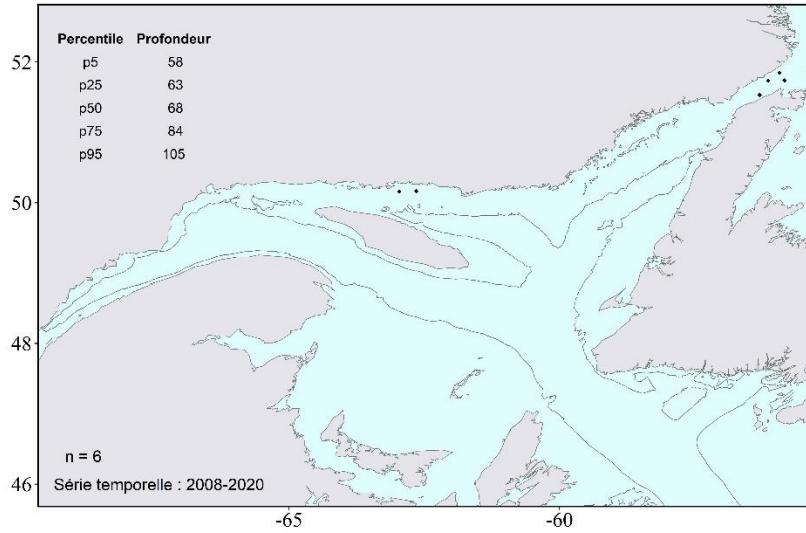 Percentile Profondeur
p5 58
p25 63
p50 68
p75 84
p95 105
52
50
48
46
n = 6
Série temporelle : 2008-2020
-65 -60